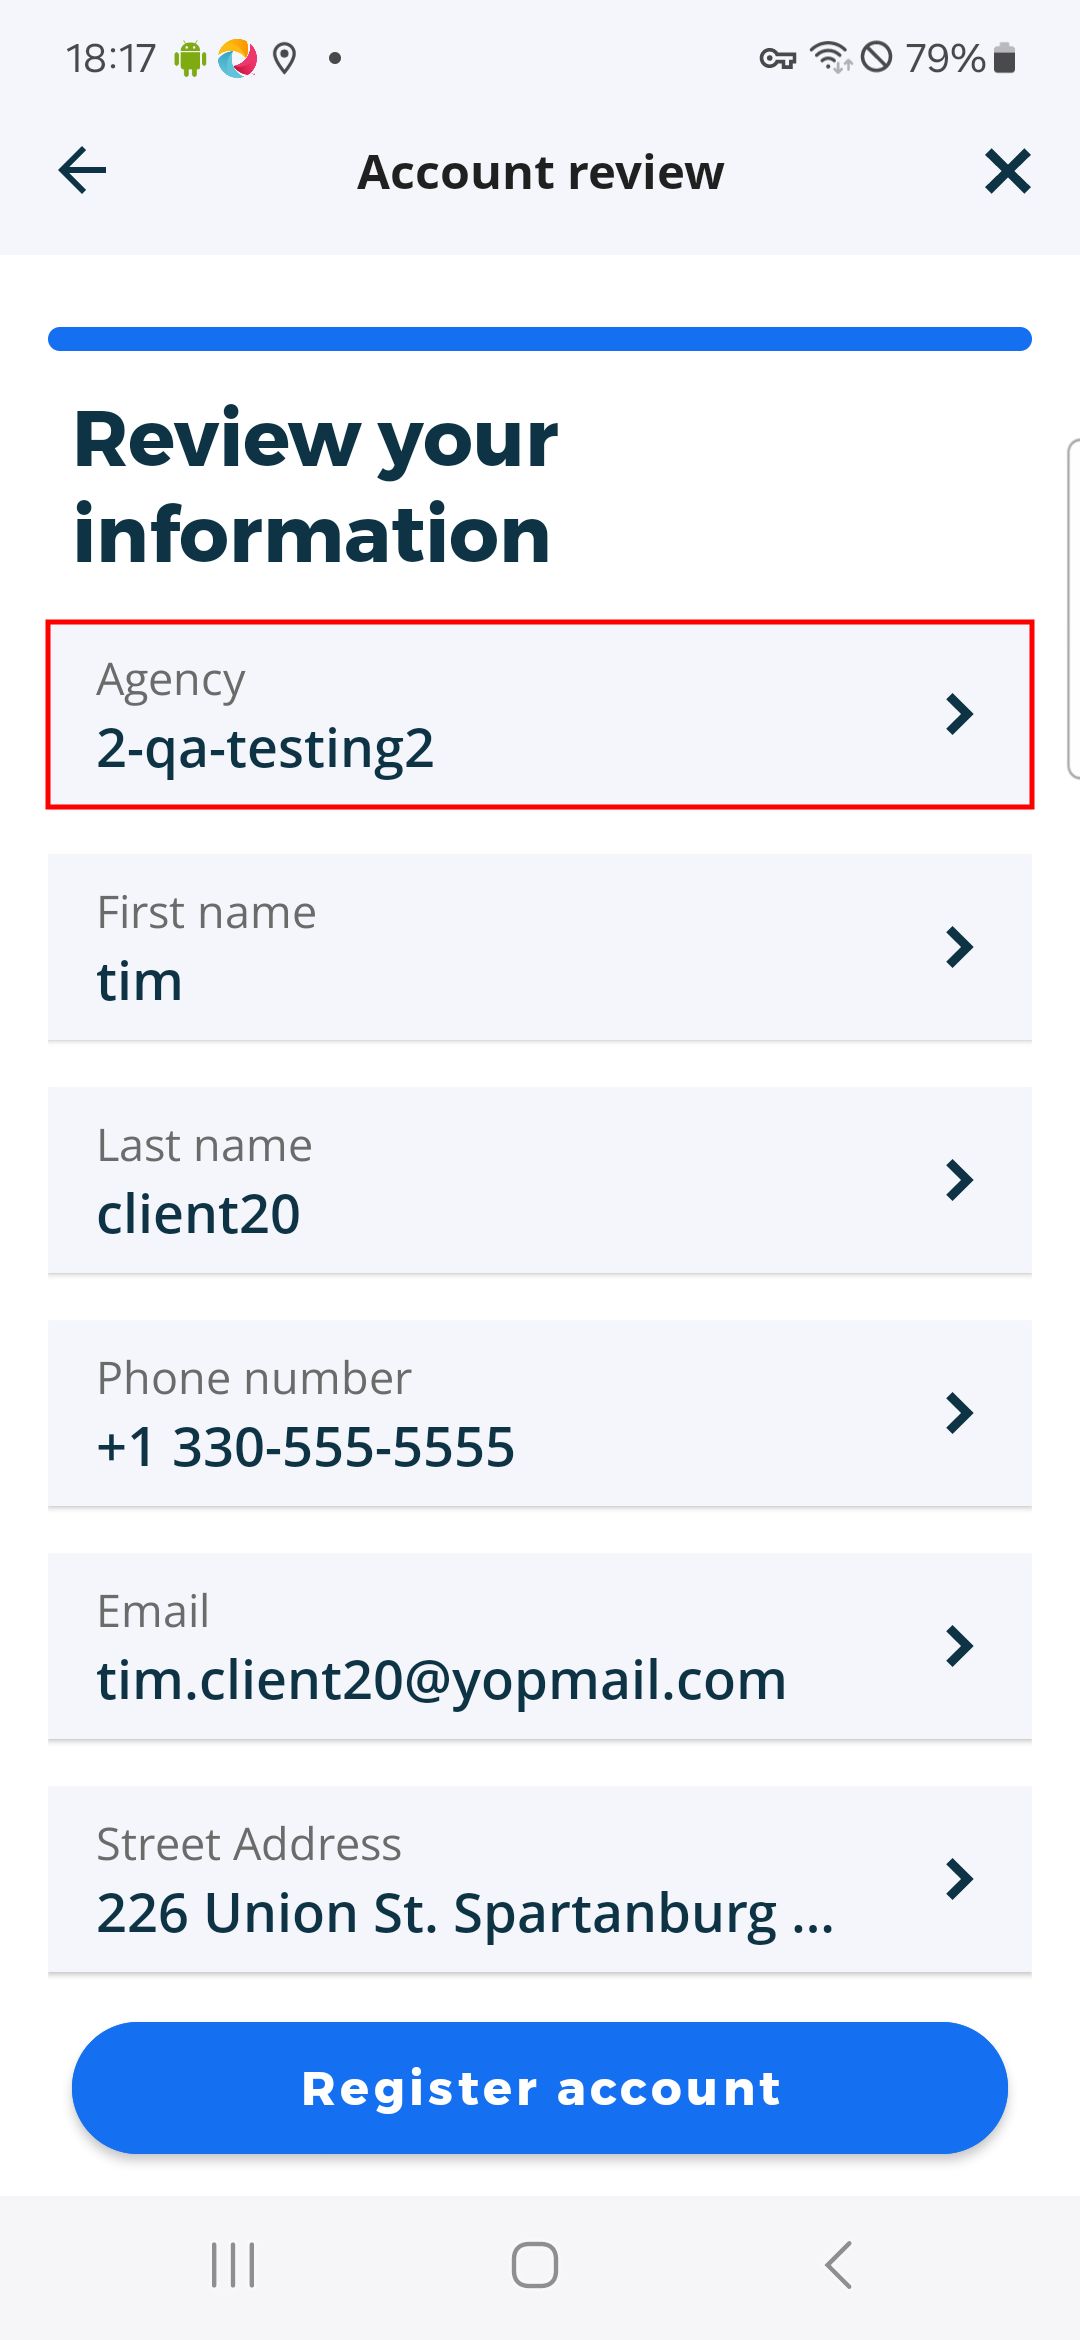 18:17 79%
Account review
Review your
information
Agency
2-qa-testing2
First name
tim
Last name
client20
Phone number
+1 330-555-5555
Email
tim.client20@yopmail.com
Street Address
226 Union St. Spartanburg ...
Register account